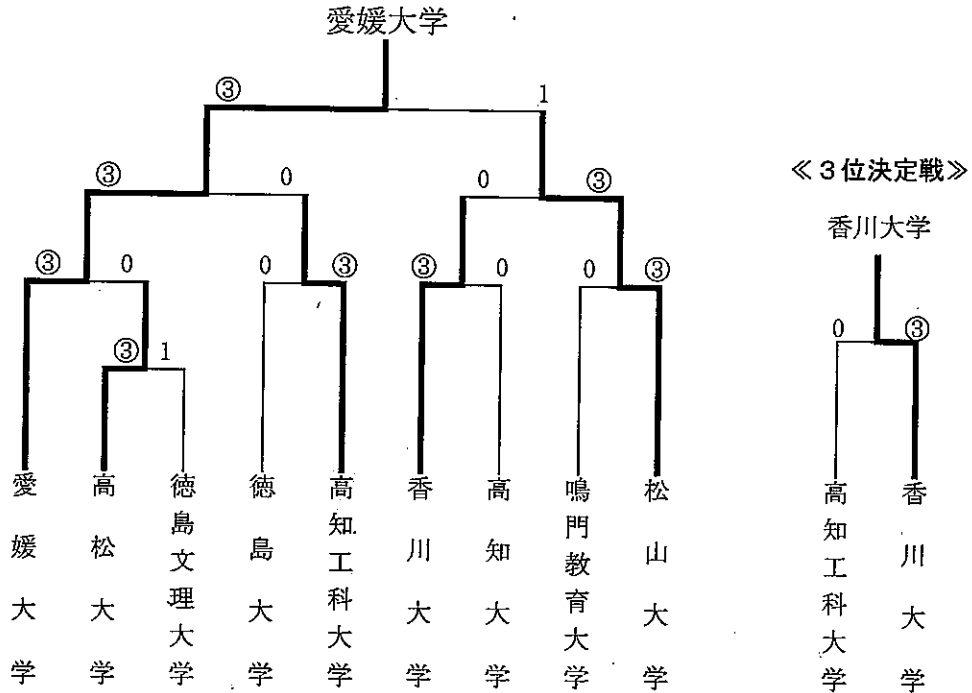 愛媛大学
③ 1
③ 0 0 ③
≪3位決定戦≫
香川大学
③ 0 0 ③ ③ 0 0 ③
0 ③
③ 1
愛媛大学
高松大学
徳島文理大学
徳島大学
高知工科大学
香川大学
高知大学
鳴門教育大学
松山大学
高知工科大学
香川大学